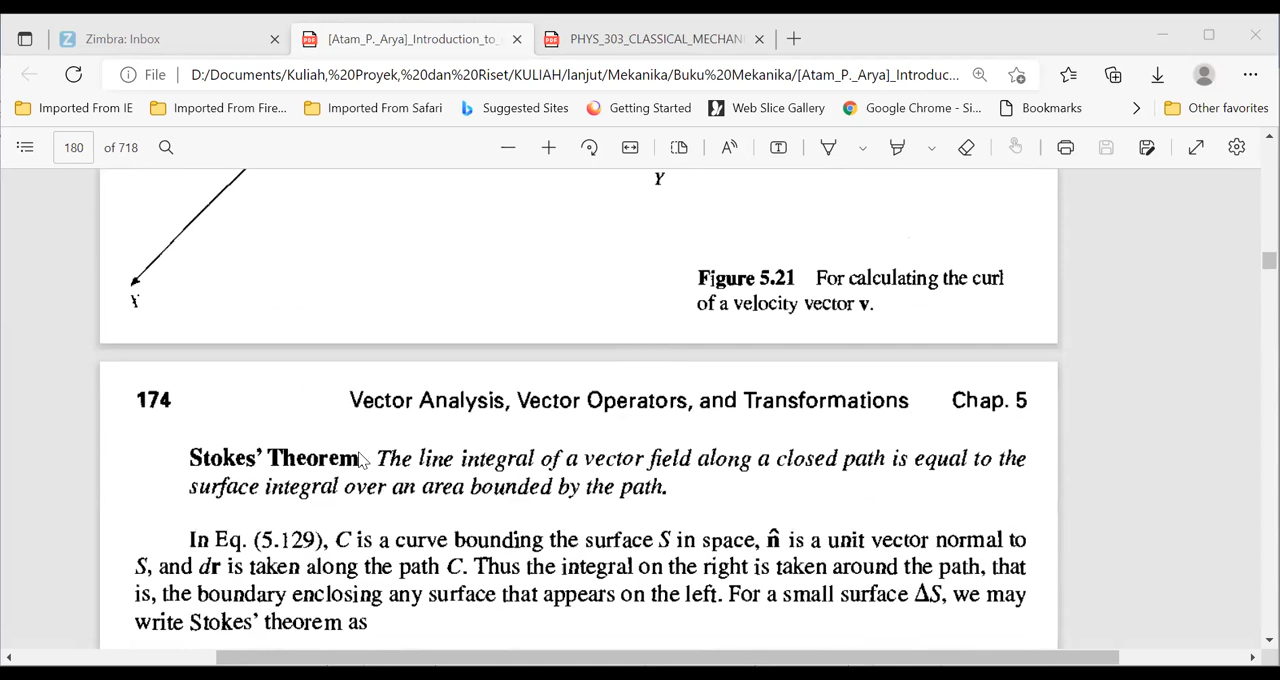 Zimbra: Inbox
[Atam_P._Arya]_Introduction_to_
PHYS_303_CLASSICAL_MECHAN
File
D:/Documents/Kuliah,%20Proyek,%20dan%20Riset/KULIAH/lanjut/Mekanika/Buku%20Mekanika/[Atam_P._Arya]_Introduc...
Imported From IE
Imported From Fire...
Imported From Safari
Suggested Sites
Getting Started
Web Slice Gallery
Google Chrome - Si...
Bookmarks
Other favorites
180 of 718
Y
X
Figure 5.21 For calculating the curl
of a velocity vector v.
174 Vector Analysis, Vector Operators, and Transformations Chap. 5
Stokes' Theorem The line integral of a vector field along a closed path is equal to the
surface integral over an area bounded by the path.
In Eq. (5.129), C is a curve bounding the surface S in space, n̂ is a unit vector normal to
S, and dr is taken along the path C. Thus the integral on the right is taken around the path, that
is, the boundary enclosing any surface that appears on the left. For a small surface ΔS, we may
write Stokes' theorem as